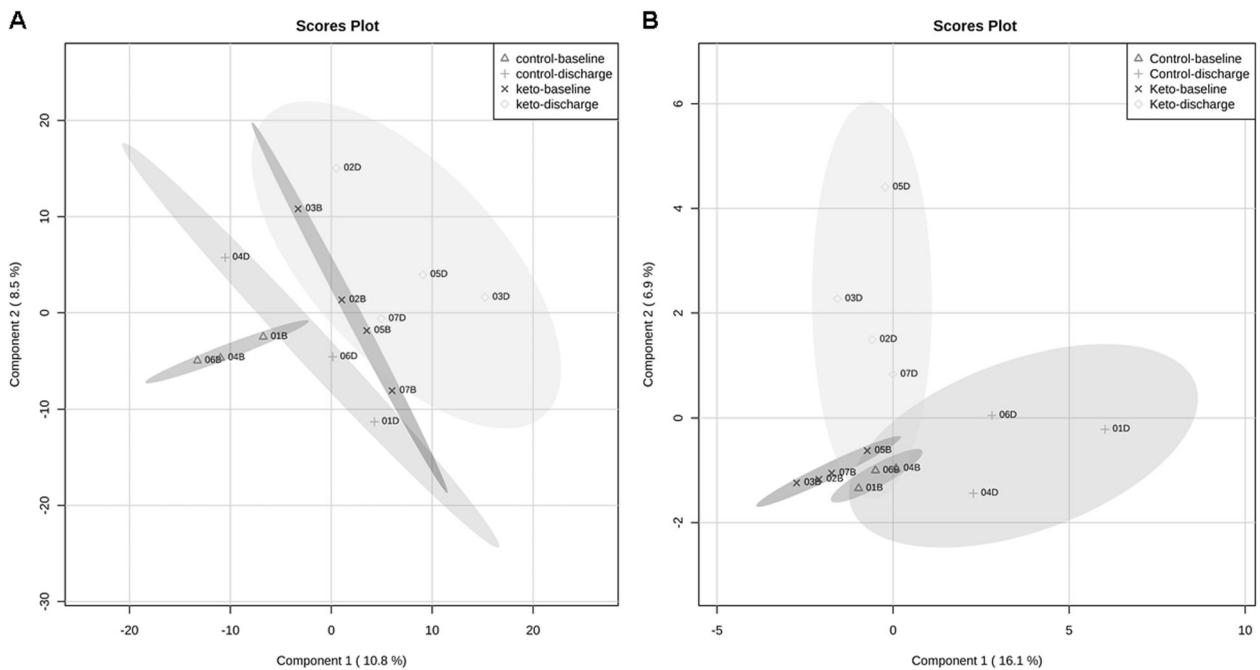 A
Scores Plot
control-baseline
control-discharge
keto-baseline
keto-discharge
20
10
0
-10
-20
-30
Component 2 ( 8.5 %)
02D
03B
04D
05D
03D
02B
07D
05B
01B
06B
04B
06D
07B
01D
-20
-10
0
10
20
Component 1 ( 10.8 %)
B
Scores Plot
Control-baseline
Control-discharge
Keto-baseline
Keto-discharge
6
4
2
0
-2
Component 2 ( 6.9 %)
05D
03D
02D
07D
06D
01D
05B
07B
06B
04B
03B
02B
01B
04D
-5
0
5
10
Component 1 ( 16.1 %)